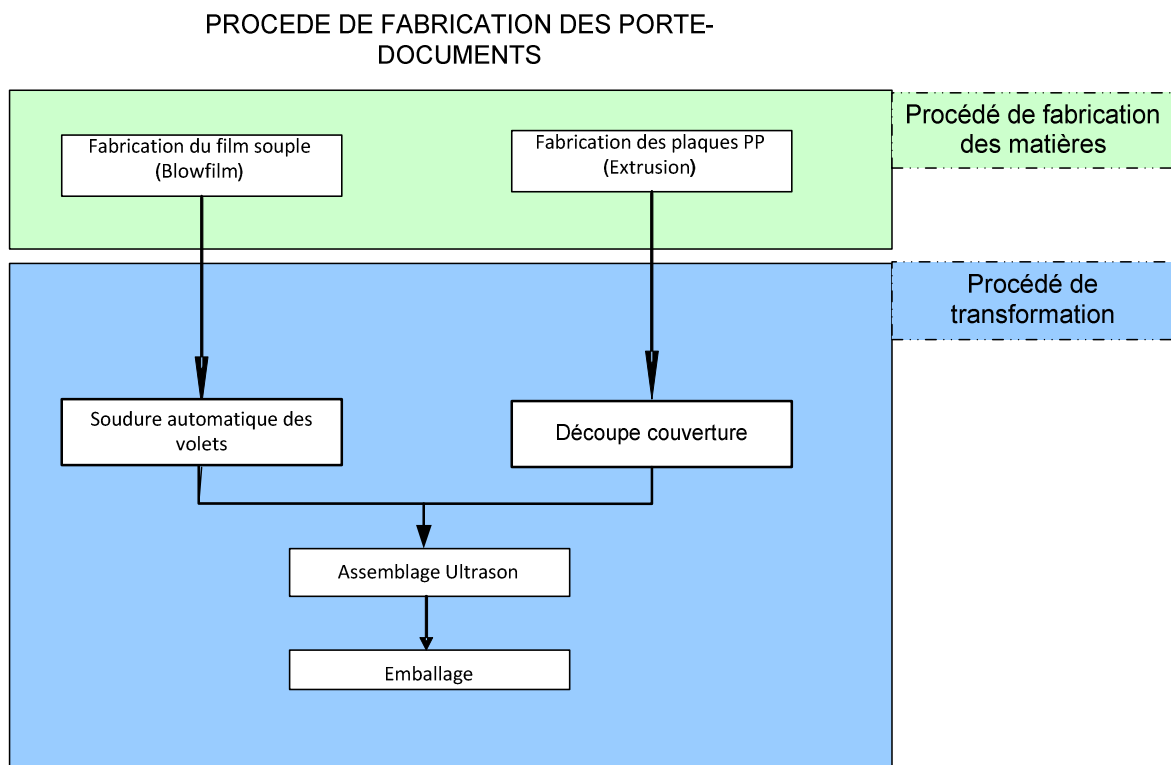 PROCEDE DE FABRICATION DES PORTE-
DOCUMENTS
Procédé de fabrication
des matières
Fabrication du film souple
(Blowfilm)
Fabrication des plaques PP
(Extrusion)
Procédé de
transformation
Soudure automatique des
volets
Découpe couverture
Assemblage Ultrason
Emballage